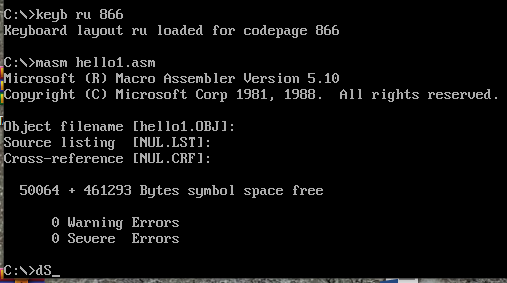 C:\>keyb ru 866
Keyboard layout ru loaded for codepage 866
C:\>masm hello1.asm
Microsoft (R) Macro Assembler Version 5.10
Copyright (C) Microsoft Corp 1981, 1988.  All rights reserved.
Object filename [hello1.OBJ]:
Source listing  [NUL.LST]:
Cross-reference [NUL.CRF]:
  50064 + 461293 Bytes symbol space free
      0 Warning Errors
      0 Severe  Errors
C:\>dS_